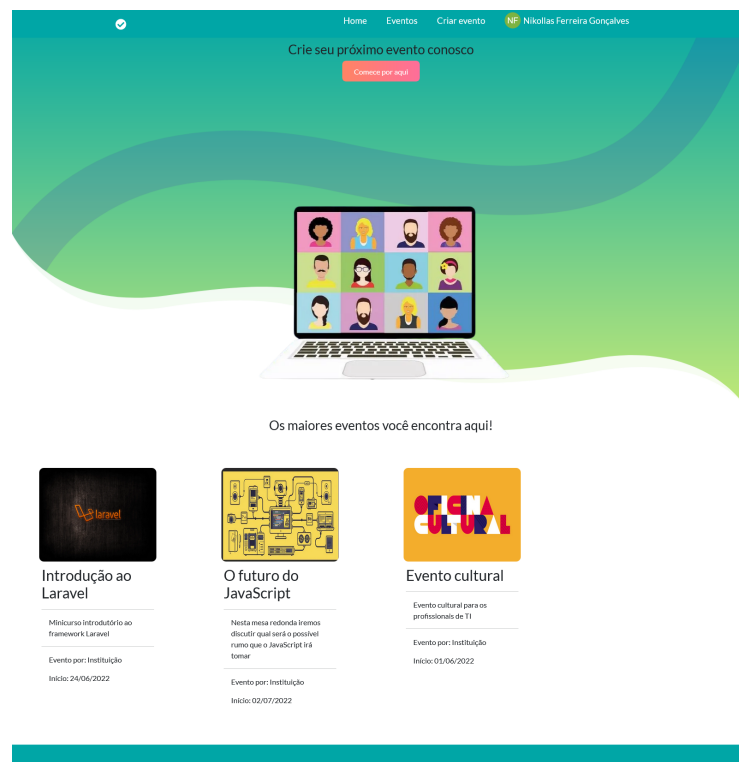 Home Eventos Criar evento NF Nikollas Ferreira Gonçalves
Crie seu próximo evento conosco
Comece por aqui
Os maiores eventos você encontra aqui!
laravel
Introdução ao
Laravel
Minicurso introdutório ao
framework Laravel
Evento por: Instituição
Início: 24/06/2022
O futuro do
JavaScript
Nesta mesa redonda iremos
discutir qual será o possível
rumo que o JavaScript irá
tomar
Evento por: Instituição
Início: 02/07/2022
OFICINA
CULTURAL
Evento cultural
Evento cultural para os
profissionais de TI
Evento por: Instituição
Início: 01/06/2022